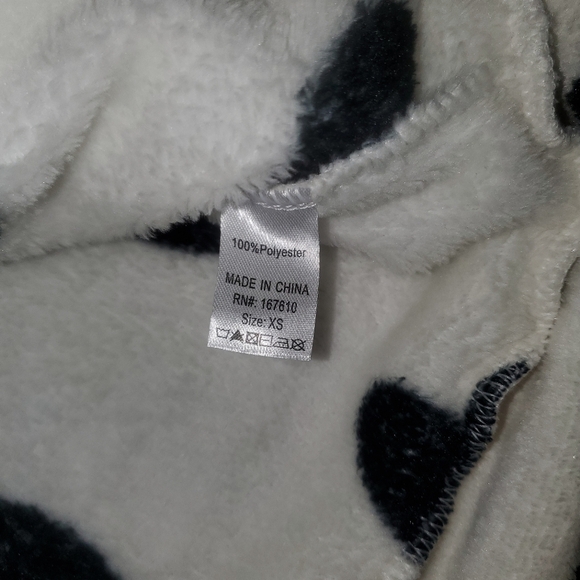 100%Polyester
MADE IN CHINA
RN#: 167610
Size: XS